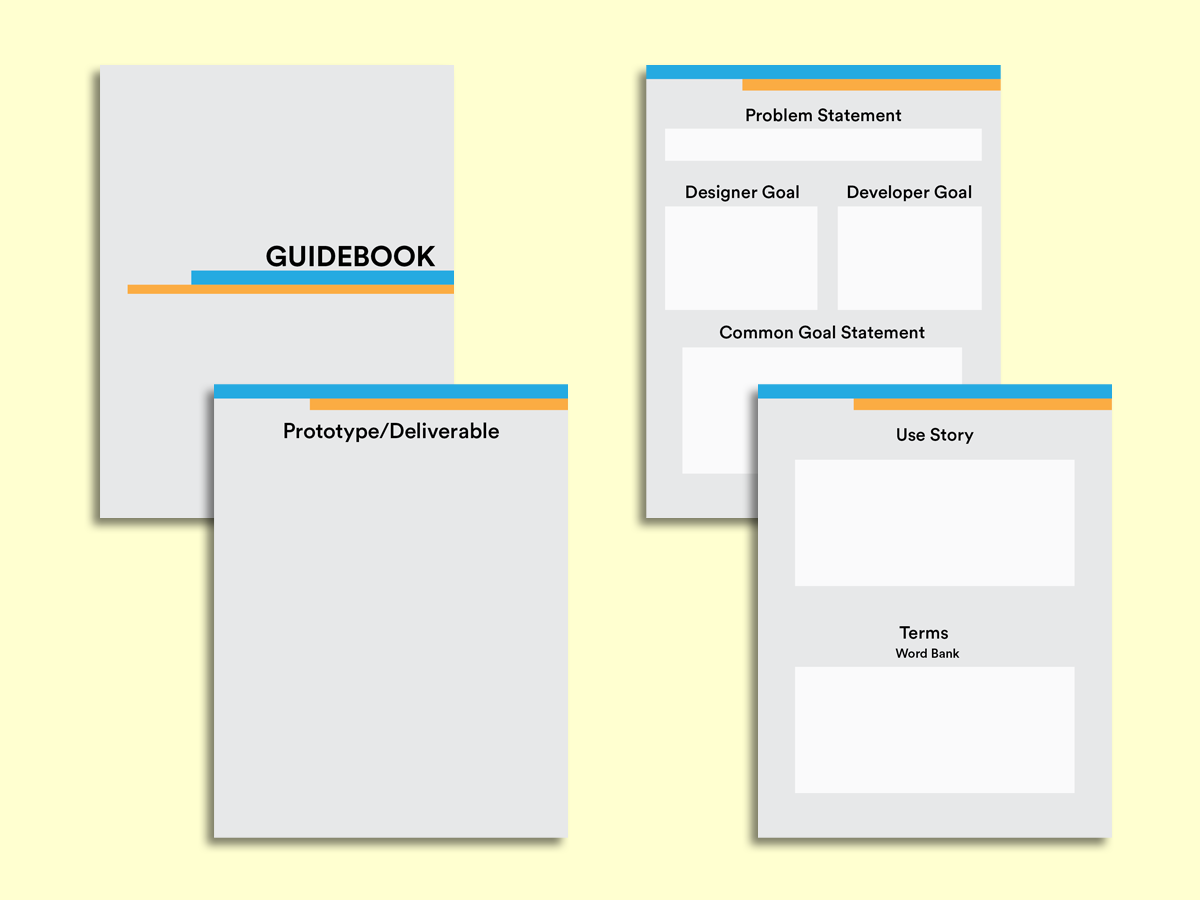 GUIDEBOOK
Prototype/Deliverable
Problem Statement
Designer Goal
Developer Goal
Common Goal Statement
Use Story
Terms
Word Bank